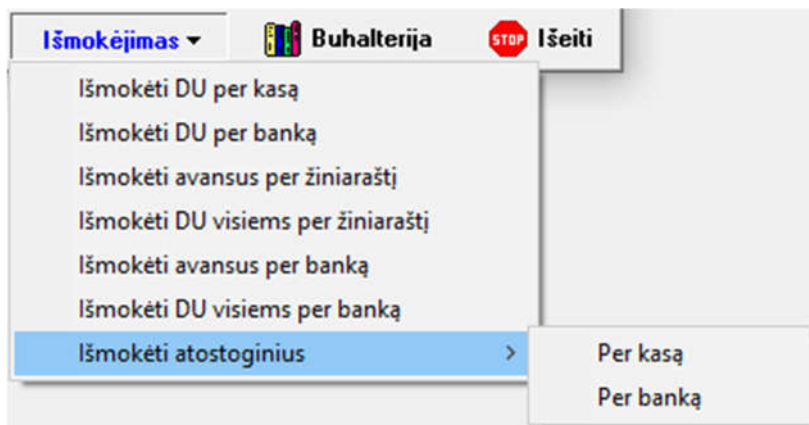 Išmokėjimas Buhalterija STOP Išeiti
Išmokėti DU per kasą
Išmokėti DU per banką
Išmokėti avansus per žiniaraštį
Išmokėti DU visiems per žiniaraštį
Išmokėti avansus per banką
Išmokėti DU visiems per banką
Išmokėti atostoginius > Per kasą
Per banką